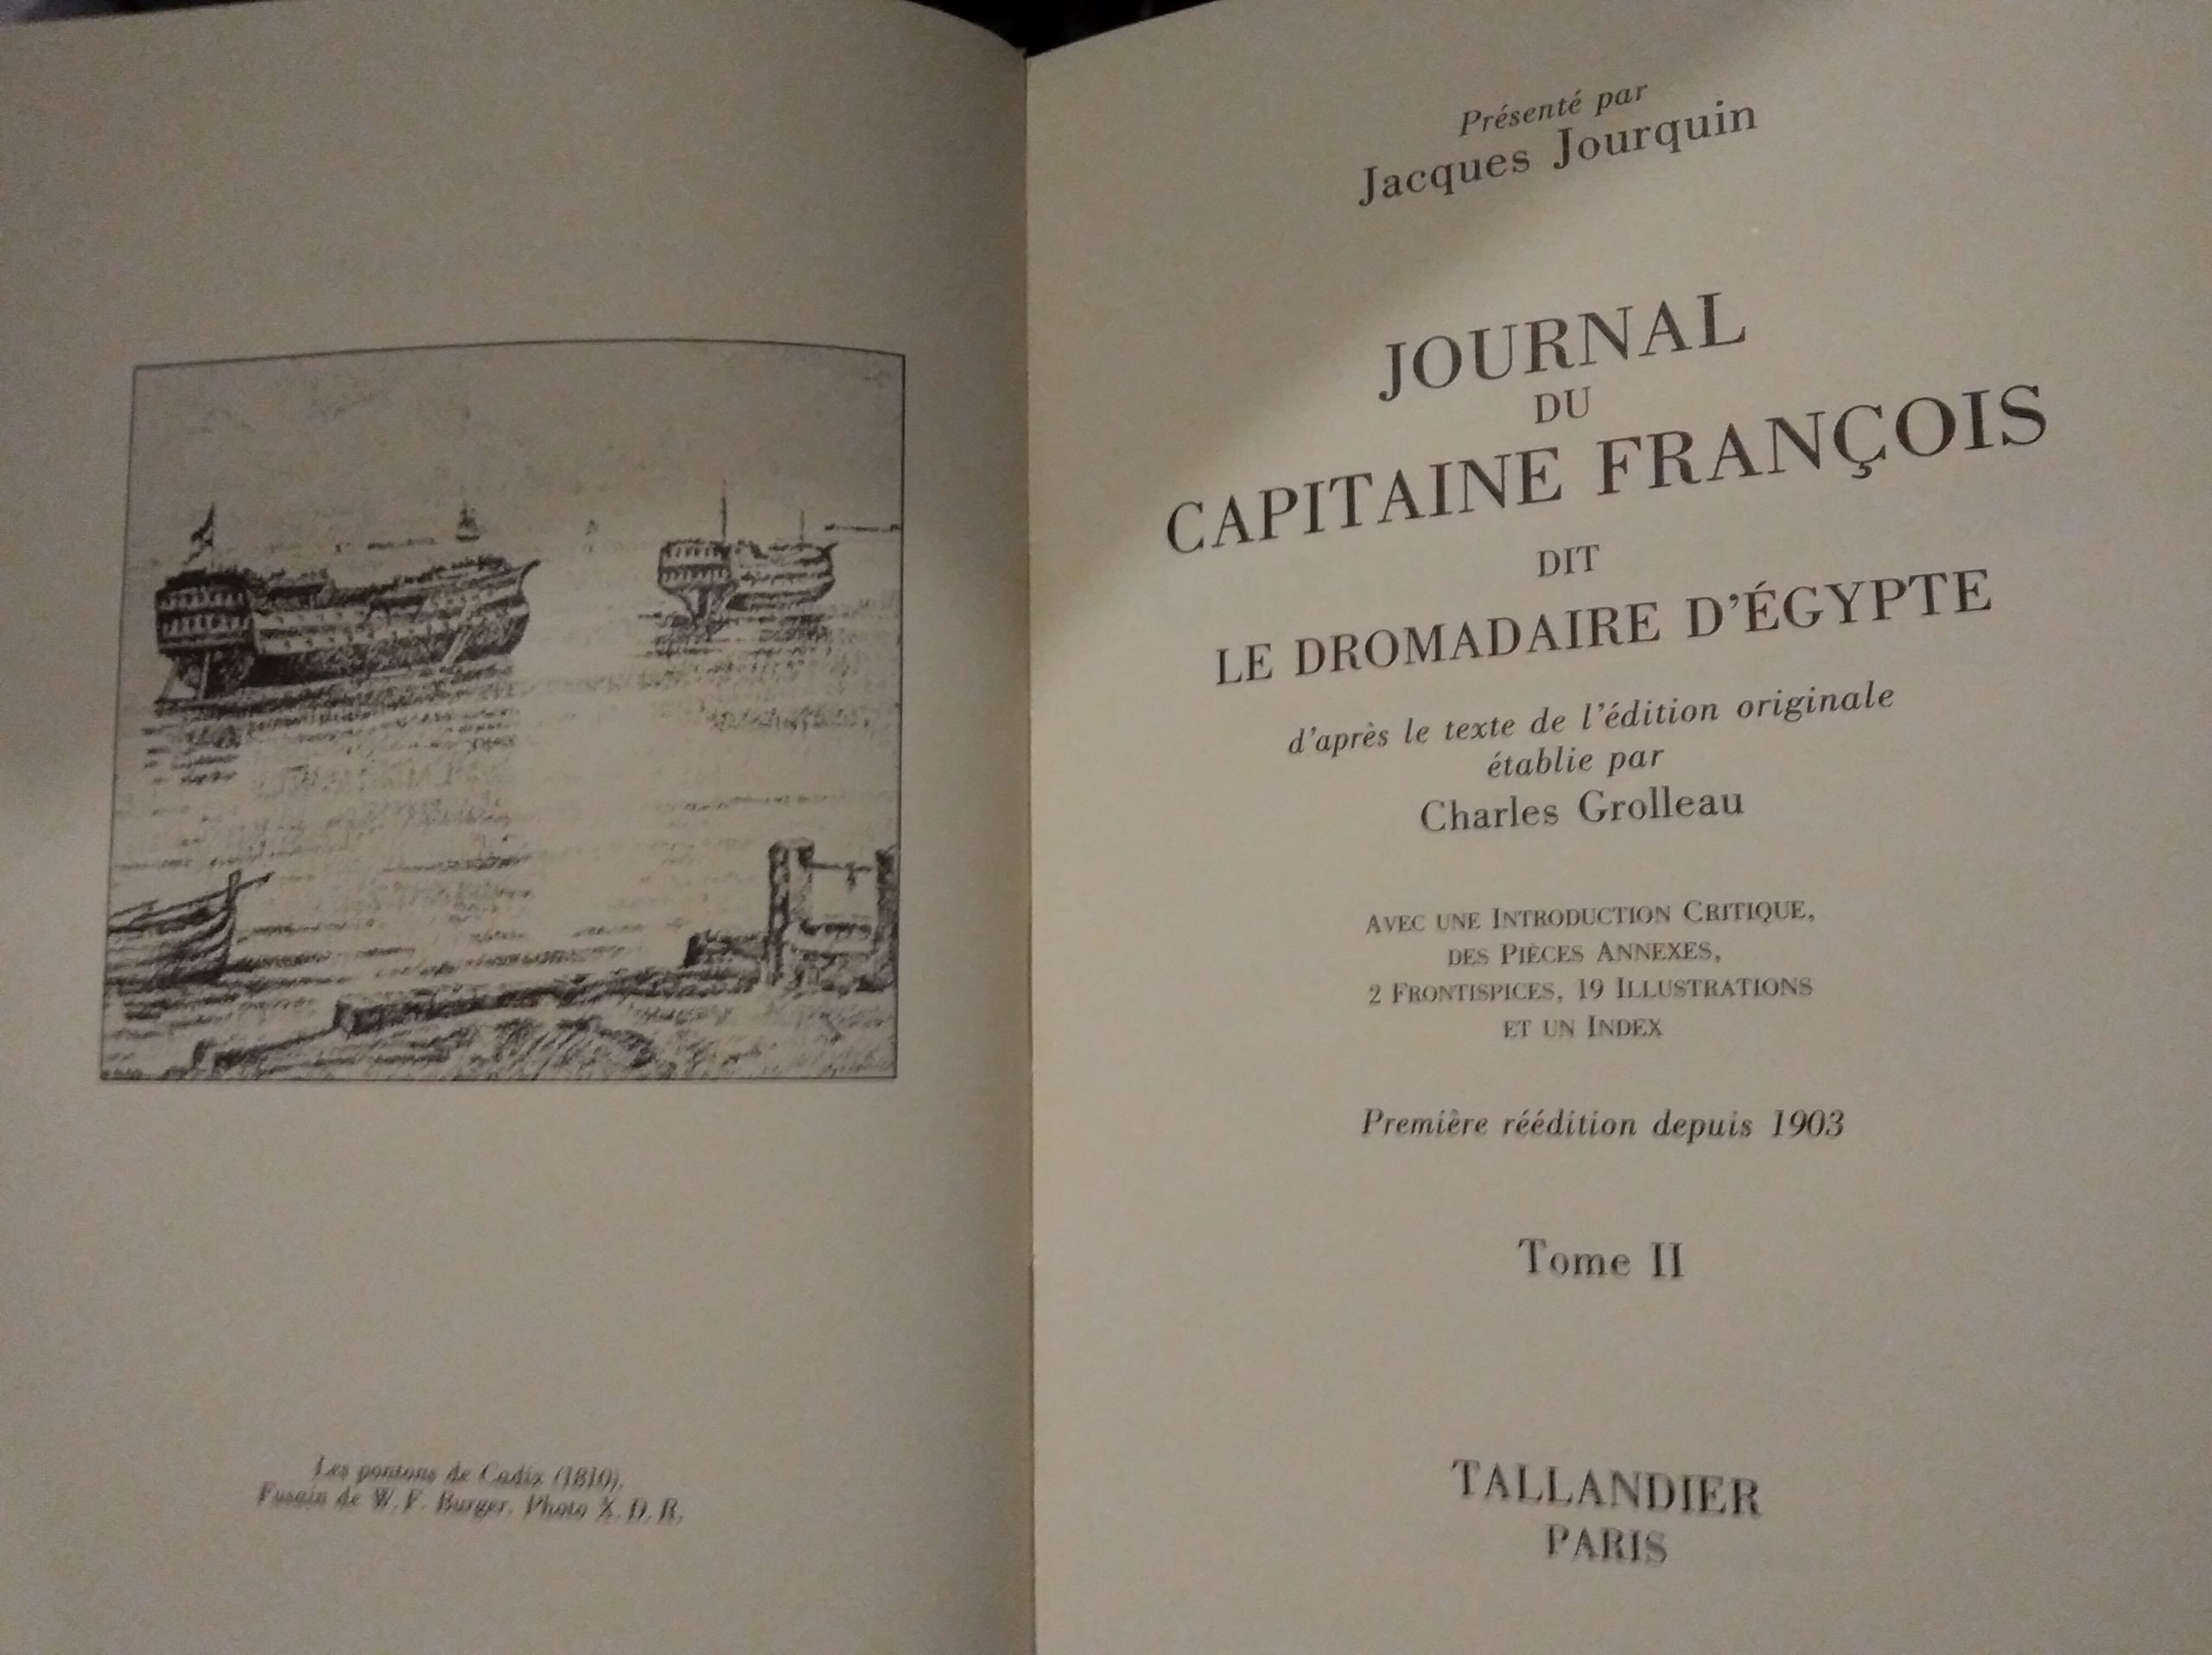 Les pontons de Cadix (1810).
Fusain de W.F. Burger. Photo X.D.R.
Présenté par
Jacques Jourquin
JOURNAL
DU
CAPITAINE FRANÇOIS
DIT
LE DROMADAIRE D'ÉGYPTE
d'après le texte de l'édition originale
établie par
Charles Grolleau
AVEC UNE INTRODUCTION CRITIQUE,
DES PIÈCES ANNEXES,
2 FRONTISPICES, 19 ILLUSTRATIONS
ET UN INDEX
Première réédition depuis 1903
Tome II
TALLANDIER
PARIS